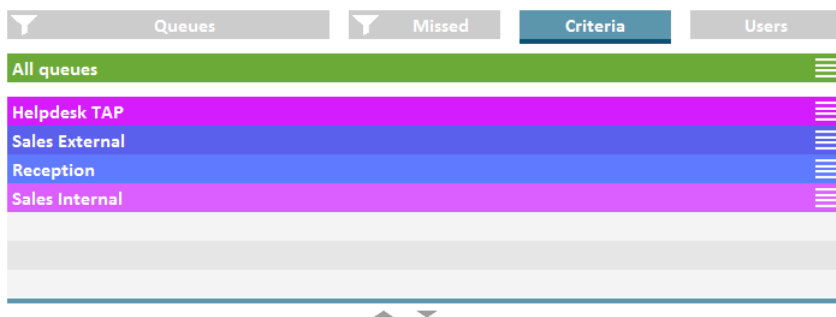 Queues Missed Criteria Users
All queues
Helpdesk TAP
Sales External
Reception
Sales Internal